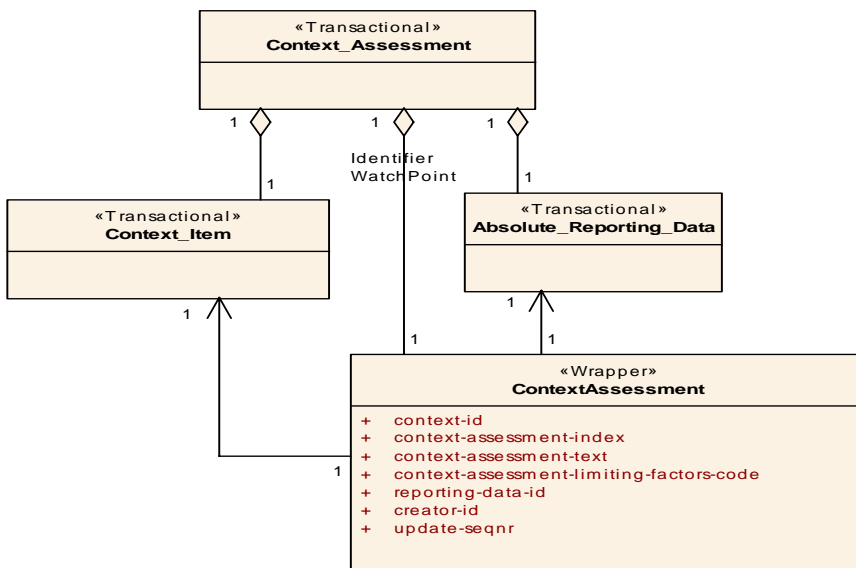 «Transactional»
Context_Assessment
1
1
1
Identifier
WatchPoint
1
1
«Transactional»
Context_Item
«Transactional»
Absolute_Reporting_Data
1
1
1
1
«Wrapper»
ContextAssessment
+ context-id
+ context-assessment-index
+ context-assessment-text
+ context-assessment-limiting-factors-code
+ reporting-data-id
+ creator-id
+ update-seqnr
1